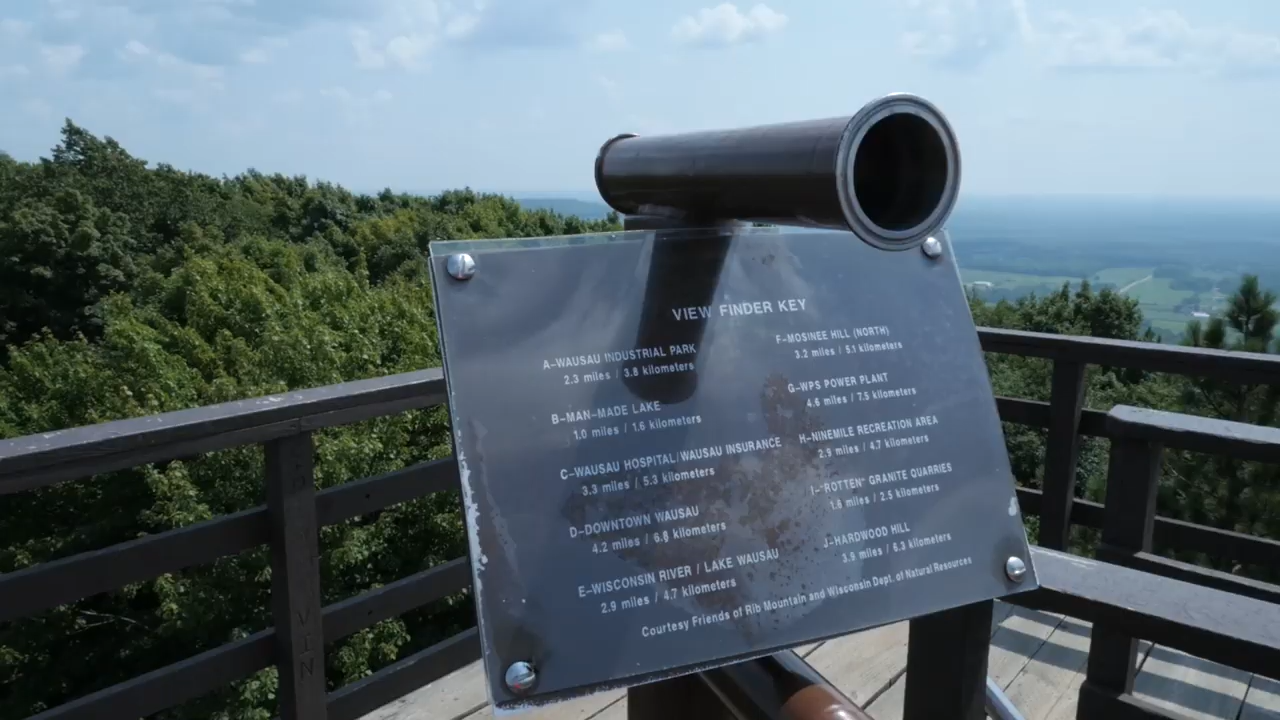 VIEW FINDER KEY
A-WAUSAU INDUSTRIAL PARK
2.3 miles / 3.8 kilometers
B-MAN-MADE LAKE
1.0 miles / 1.6 kilometers
C-WAUSAU HOSPITAL/WAUSAU INSURANCE
3.3 miles / 5.3 kilometers
D-DOWNTOWN WAUSAU
4.2 miles / 6.8 kilometers
E-WISCONSIN RIVER / LAKE WAUSAU
2.9 miles / 4.7 kilometers
F-MOSINEE HILL (NORTH)
3.2 miles / 5.1 kilometers
G-WPS POWER PLANT
4.6 miles / 7.5 kilometers
H-NINEMILE RECREATION AREA
2.9 miles / 4.7 kilometers
I-"ROTTEN" GRANITE QUARRIES
1.6 miles / 2.5 kilometers
J-HARDWOOD HILL
3.9 miles / 6.3 kilometers
Courtesy Friends of Rib Mountain and Wisconsin Dept. of Natural Resources
VIN